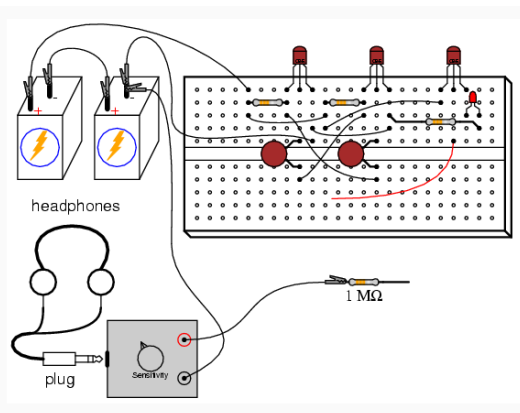 +
-
+
-
headphones
1 MΩ
Sensitivity
plug